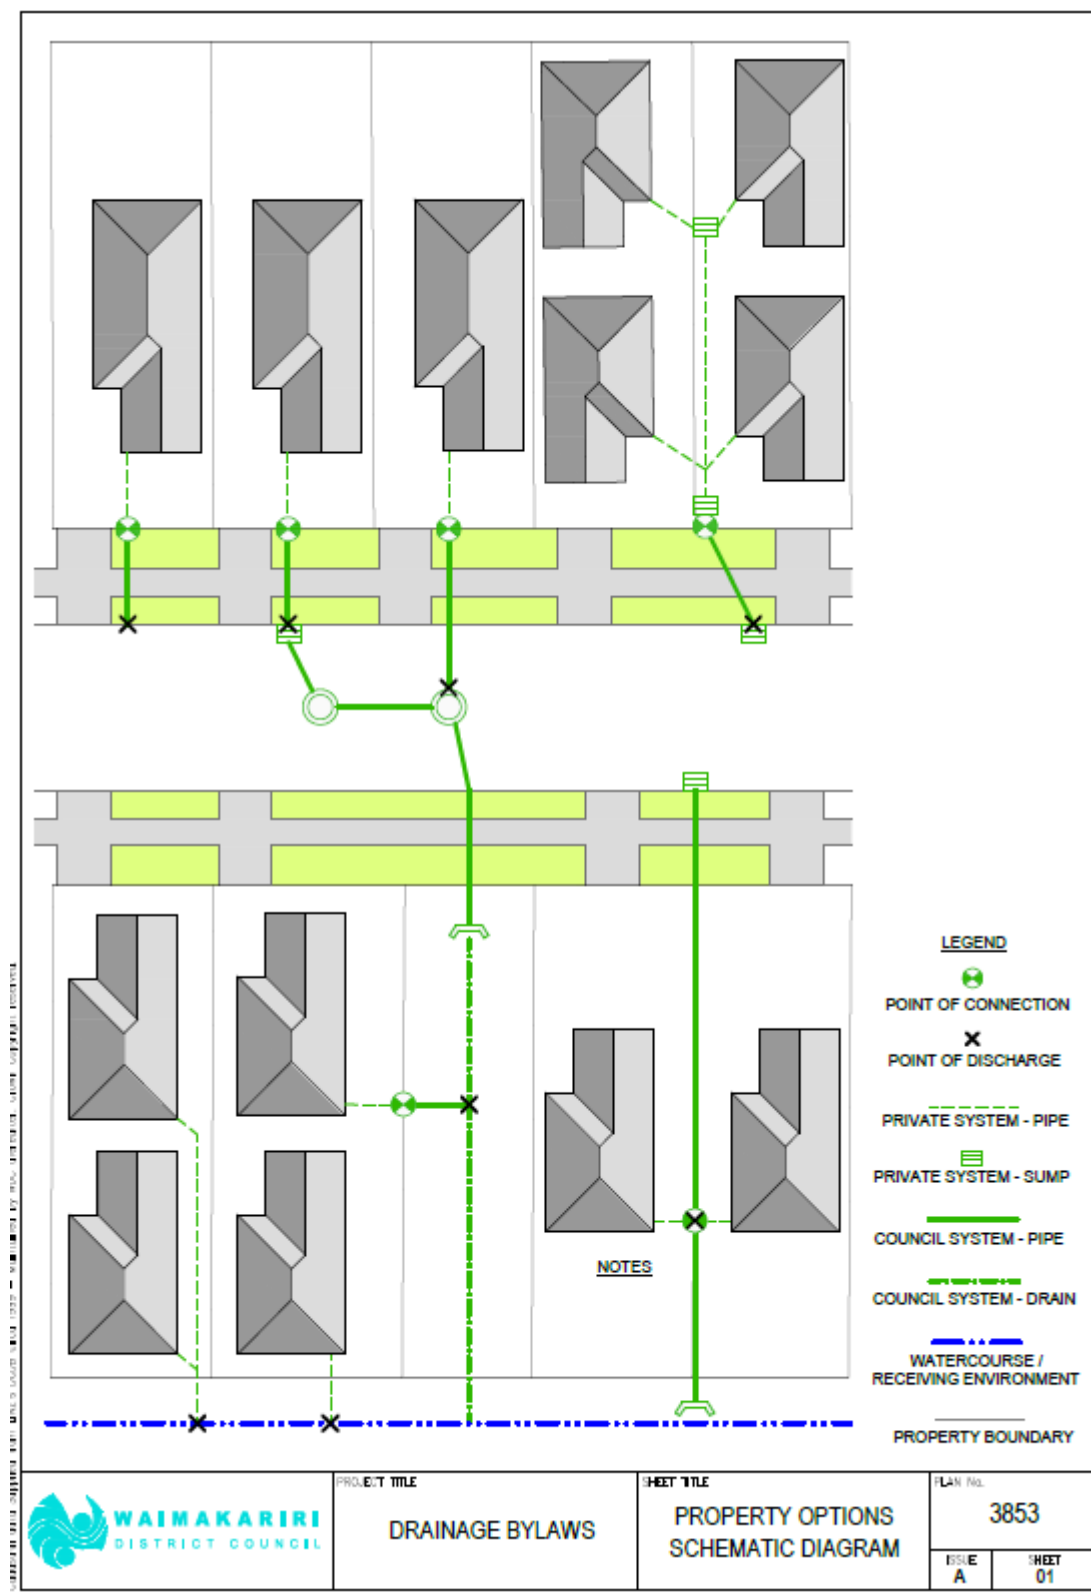 LEGEND
POINT OF CONNECTION
POINT OF DISCHARGE
PRIVATE SYSTEM - PIPE
PRIVATE SYSTEM - SUMP
COUNCIL SYSTEM - PIPE
COUNCIL SYSTEM - DRAIN
WATERCOURSE /
RECEIVING ENVIRONMENT
PROPERTY BOUNDARY
NOTES
WAIMAKARIRI
DISTRICT COUNCIL
PROJECT TITLE
DRAINAGE BYLAWS
SHEET TITLE
PROPERTY OPTIONS
SCHEMATIC DIAGRAM
PLAN No.
3853
ISSUE
A
SHEET
01